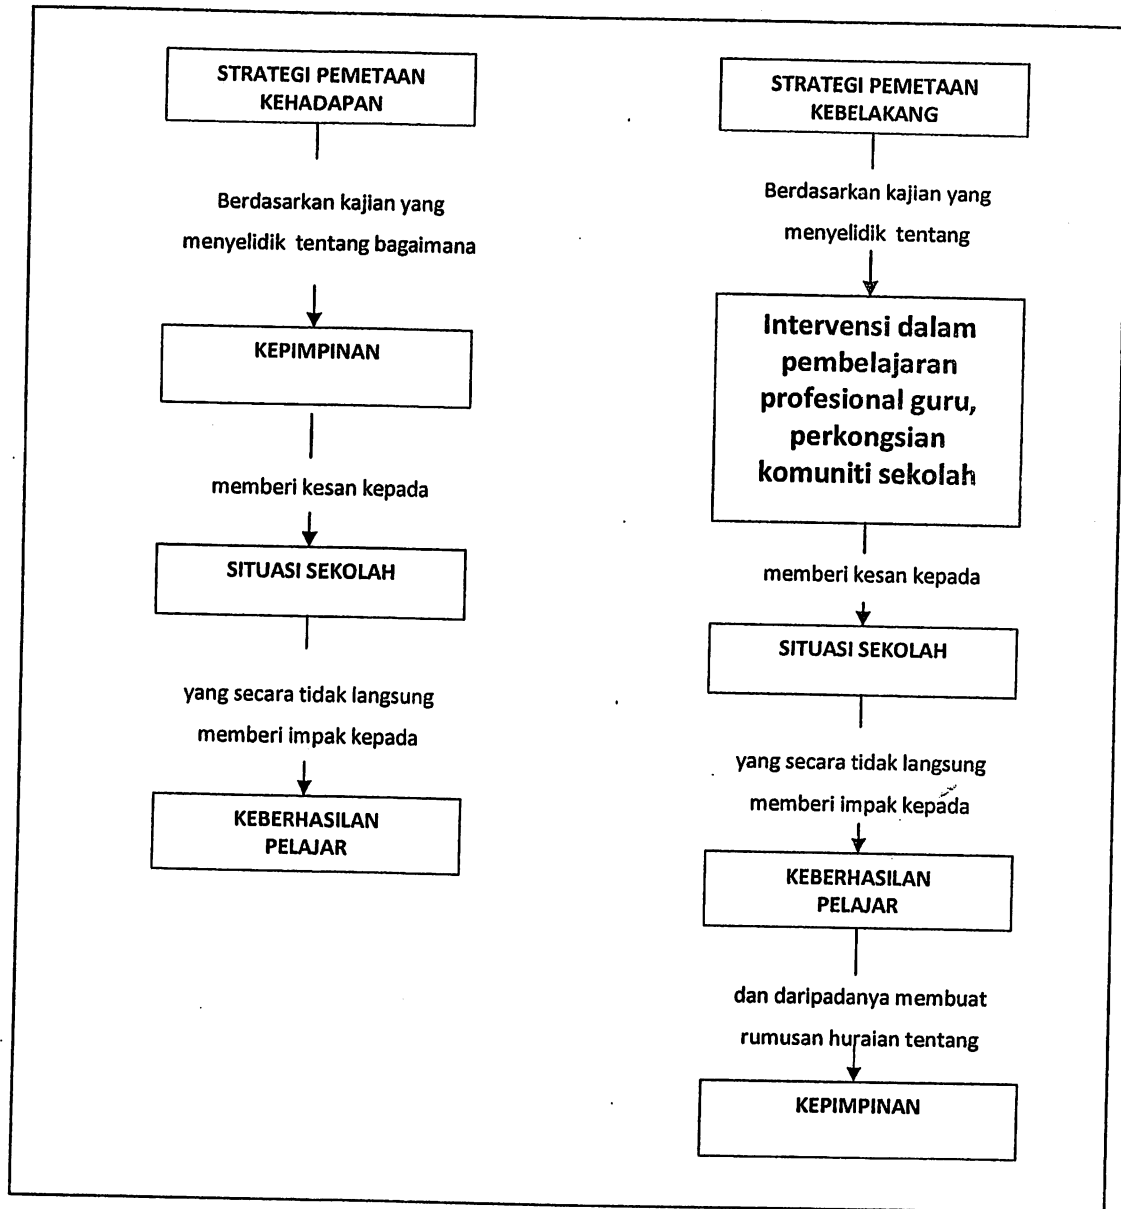 STRATEGI PEMETAAN
KEHADAPAN
Berdasarkan kajian yang
menyelidik tentang bagaimana
KEPIMPINAN
memberi kesan kepada
SITUASI SEKOLAH
yang secara tidak langsung
memberi impak kepada
KEBERHASILAN
PELAJAR
STRATEGI PEMETAAN
KEBELAKANG
Berdasarkan kajian yang
menyelidik tentang
Intervensi dalam
pembelajaran
profesional guru,
perkongsian
komuniti sekolah
memberi kesan kepada
SITUASI SEKOLAH
yang secara tidak langsung
memberi impak kepada
KEBERHASILAN
PELAJAR
dan daripadanya membuat
rumusan huraian tentang
KEPIMPINAN